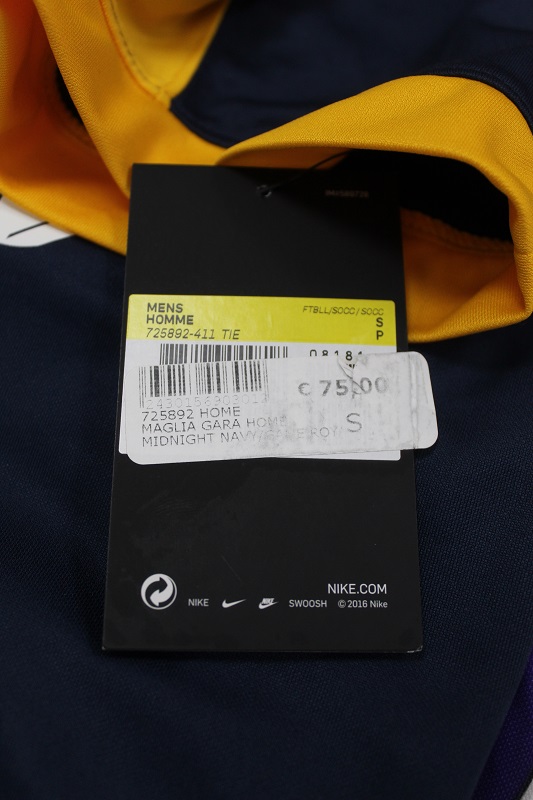 MENS
HOMME
725892-411 TIE
FTBLL/SOCC/SOCC
S
P
08184
€ 75,00
725892 HOME
MAGLIA GARA HOME
MIDNIGHT NAVY
S
NIKE.COM
NIKE
SWOOSH © 2016 Nike